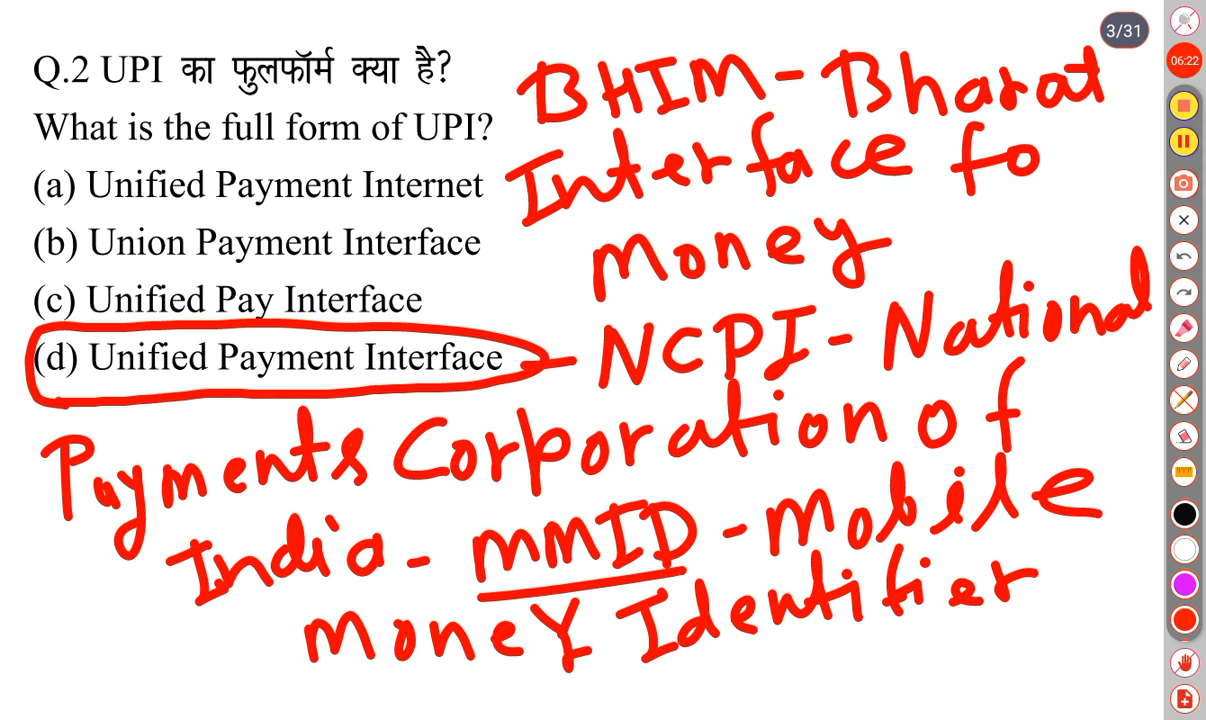 3/31
06:22
Q.2 UPI का फुलफॉर्म क्या है?
What is the full form of UPI?
(a) Unified Payment Internet
(b) Union Payment Interface
(c) Unified Pay Interface
(d) Unified Payment Interface
BHIM - Bharat
Interface fo
Money
- NCPI - National
Payments Corporation of
India - MMID - Mobile
Money Identifier